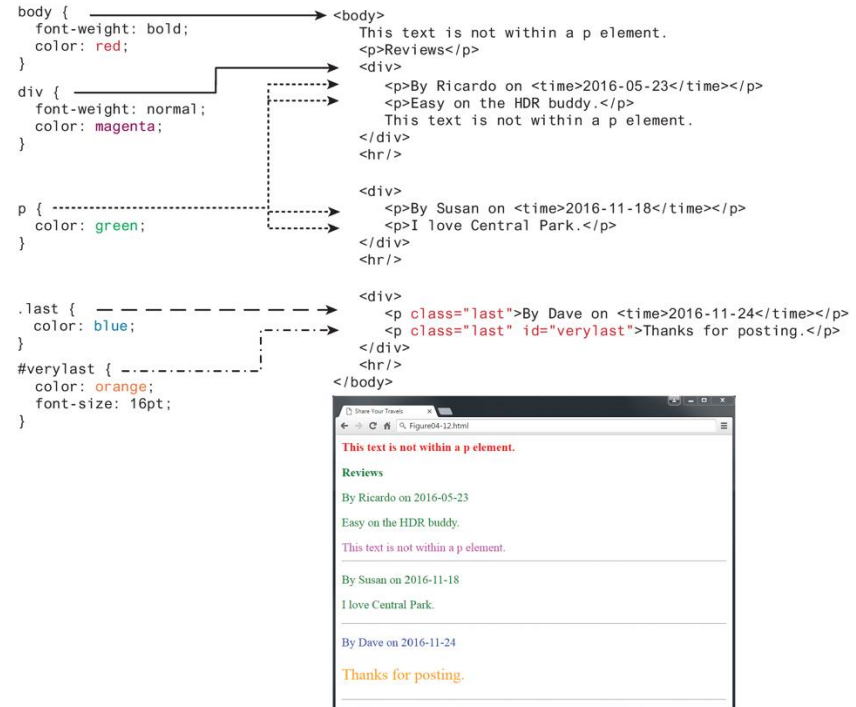 body {
  font-weight: bold;
  color: red;
}
div {
  font-weight: normal;
  color: magenta;
}
p {
  color: green;
}
.last {
  color: blue;
}
#verylast {
  color: orange;
  font-size: 16pt;
}
<body>
   This text is not within a p element.
   <p>Reviews</p>
   <div>
      <p>By Ricardo on <time>2016-05-23</time></p>
      <p>Easy on the HDR buddy.</p>
      This text is not within a p element.
   </div>
   <hr/>
   <div>
      <p>By Susan on <time>2016-11-18</time></p>
      <p>I love Central Park.</p>
   </div>
   <hr/>
   <div>
      <p class="last">By Dave on <time>2016-11-24</time></p>
      <p class="last" id="verylast">Thanks for posting.</p>
   </div>
   <hr/>
</body>
Share Your Travels
Figure04-12.html
This text is not within a p element.
Reviews
By Ricardo on 2016-05-23
Easy on the HDR buddy.
This text is not within a p element.
By Susan on 2016-11-18
I love Central Park.
By Dave on 2016-11-24
Thanks for posting.